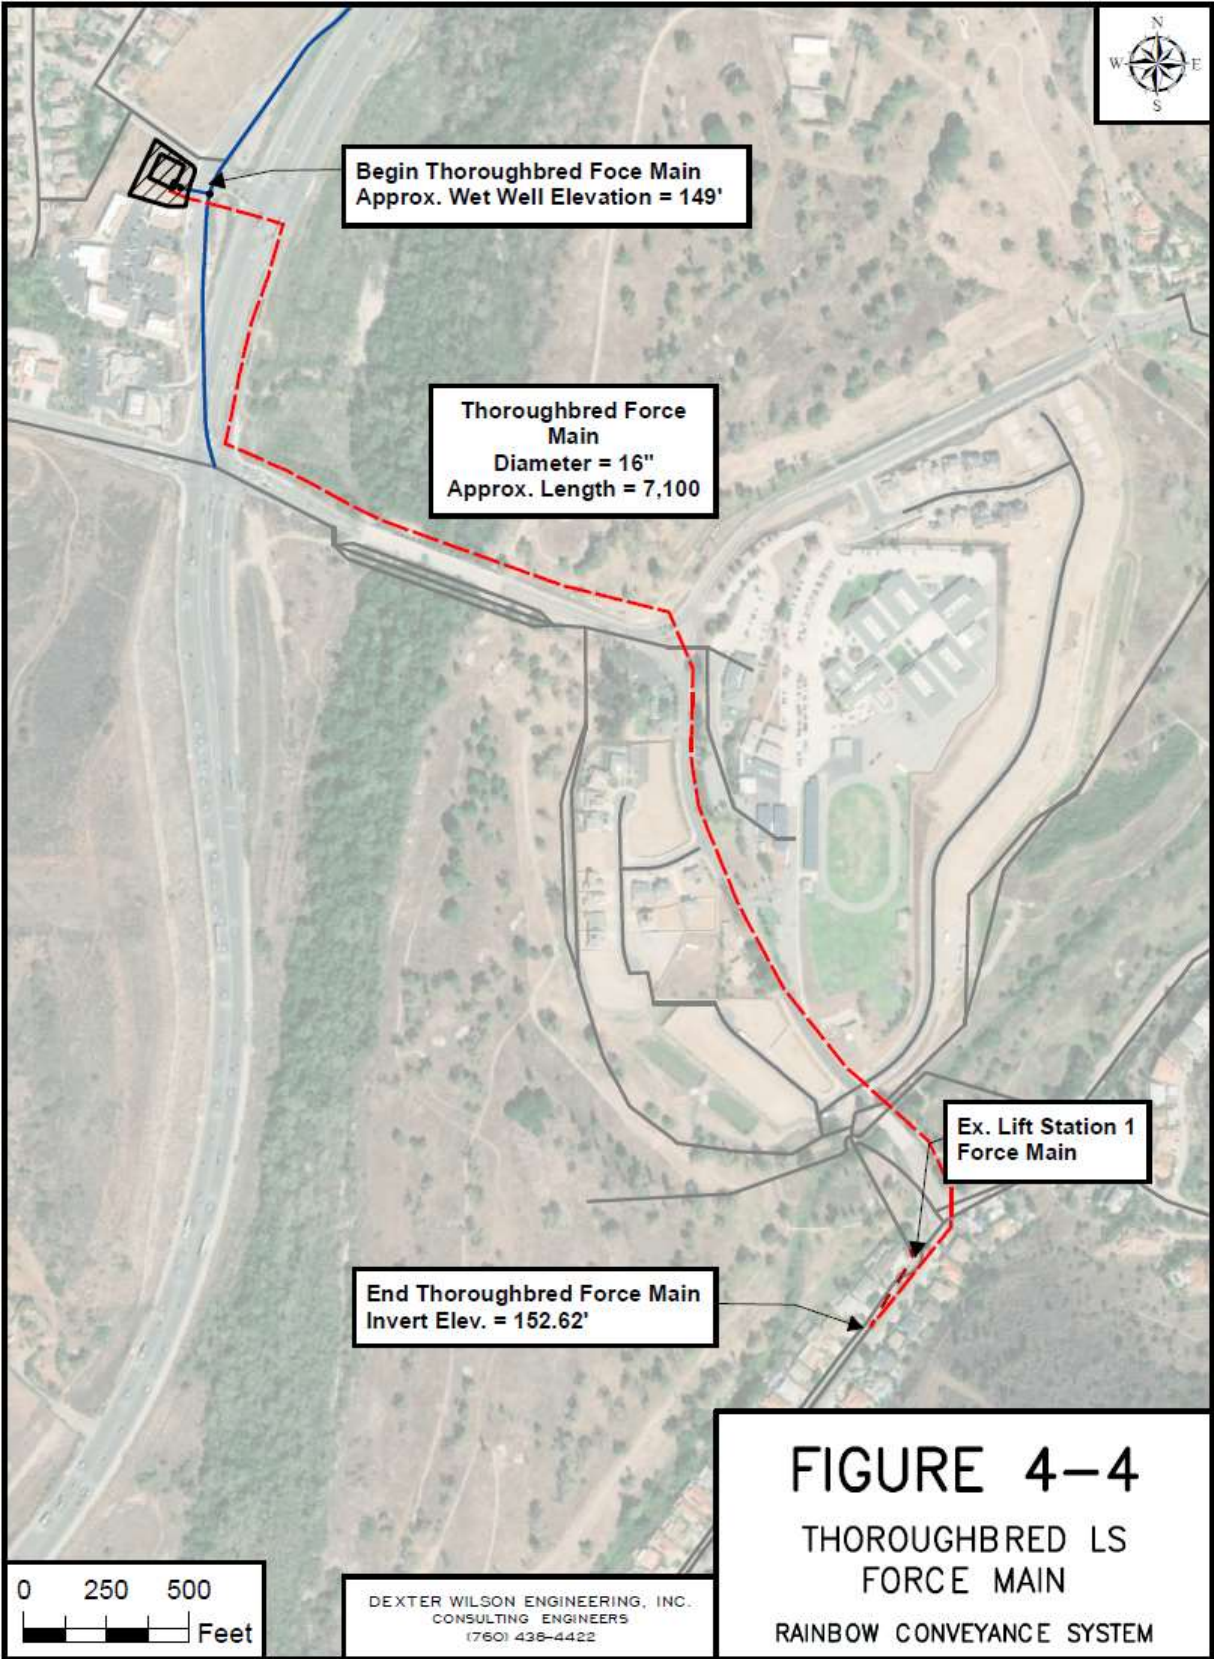 N
W E
S
Begin Thoroughbred Foce Main
Approx. Wet Well Elevation = 149'
Thoroughbred Force
Main
Diameter = 16"
Approx. Length = 7,100
Ex. Lift Station 1
Force Main
End Thoroughbred Force Main
Invert Elev. = 152.62'
FIGURE 4-4
THOROUGHBRED LS
FORCE MAIN
RAINBOW CONVEYANCE SYSTEM
0 250 500
Feet
DEXTER WILSON ENGINEERING, INC.
CONSULTING ENGINEERS
(760) 438-4422